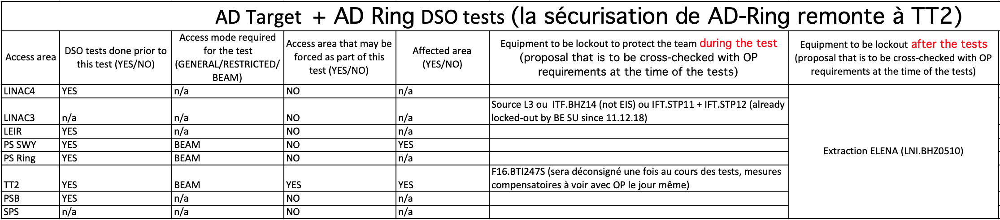 AD Target + AD Ring DSO tests (la sécurisation de AD-Ring remonte à TT2)
Access area
DSO tests done prior to
this test (YES/NO)
Access mode required
for the test
(GENERAL/RESTRICTED/
BEAM)
Access area that may be
forced as part of this
test (YES/NO)
Affected area
(YES/NO)
Equipment to be lockout to protect the team during the test
(proposal that is to be cross-checked with OP
requirements at the time of the tests)
Equipment to be lockout after the tests
(proposal that is to be cross-checked with OP
requirements at the time of the tests)
LINAC4 YES n/a NO n/a
Source L3 ou ITF.BHZ14 (not EIS) ou IFT.STP11 + IFT.STP12 (already
LINAC3 n/a n/a NO n/a locked-out by BE SU since 11.12.18)
LEIR YES n/a NO n/a
PS SWY YES BEAM NO YES
Extraction ELENA (LNI.BHZ0510)
PS Ring YES BEAM NO n/a
F16.BTI247S (sera déconsigné une fois au cours des tests, mesures
TT2 YES BEAM YES YES compensatoires à voir avec OP le jour même)
PSB YES n/a NO n/a
SPS n/a n/a NO n/a